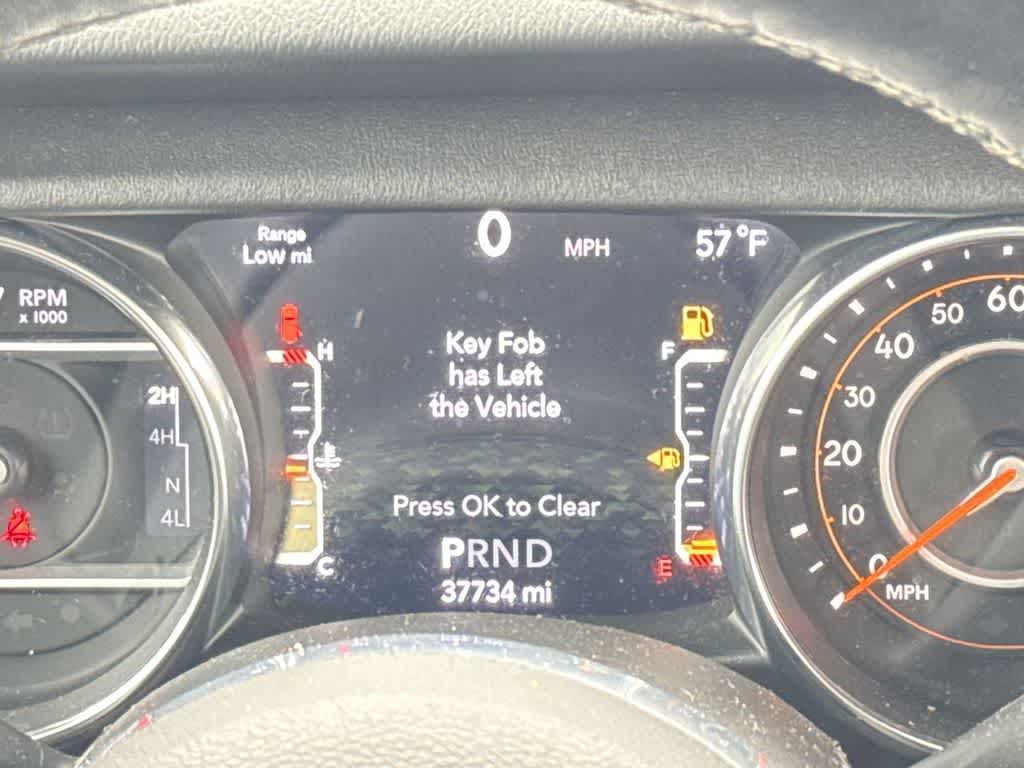 Range
Low mi
0 MPH
57°F
RPM
x 1000
2H
4H
N
4L
H
C
Key Fob
has Left
the Vehicle
Press OK to Clear
PRND
37734 mi
F
E
60
50
40
30
20
10
0
MPH